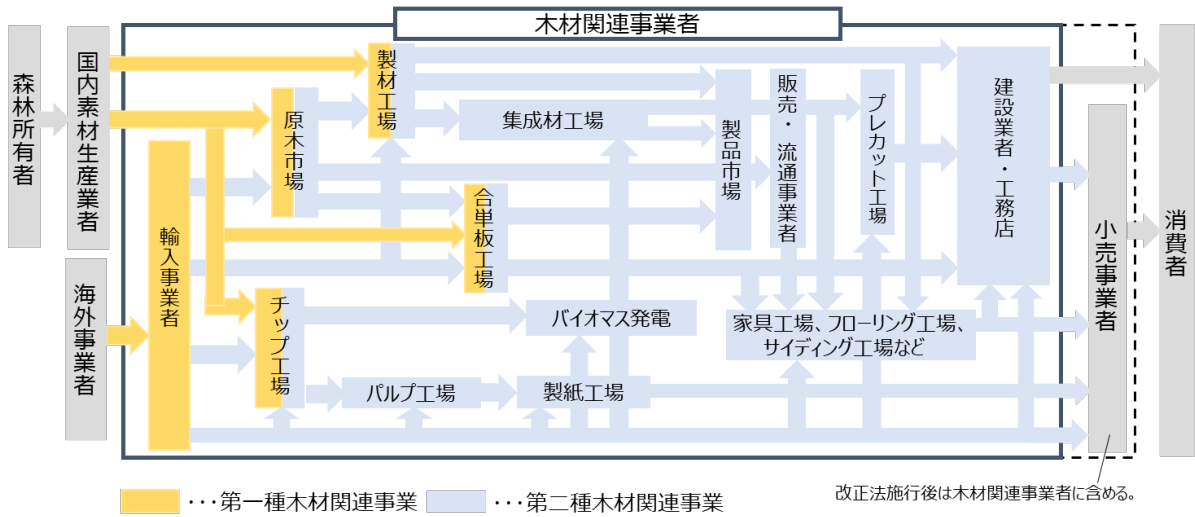 木材関連事業者
森林所有者
国内素材生産業者
海外事業者
輸入事業者
原木市場
製材工場
集成材工場
合単板工場
チップ工場
パルプ工場
製紙工場
バイオマス発電
製品市場
販売・流通事業者
プレカット工場
家具工場、フローリング工場、
サイディング工場など
建設業者・工務店
小売事業者
消費者
・・・第一種木材関連事業
・・・第二種木材関連事業
改正法施行後は木材関連事業者に含める。